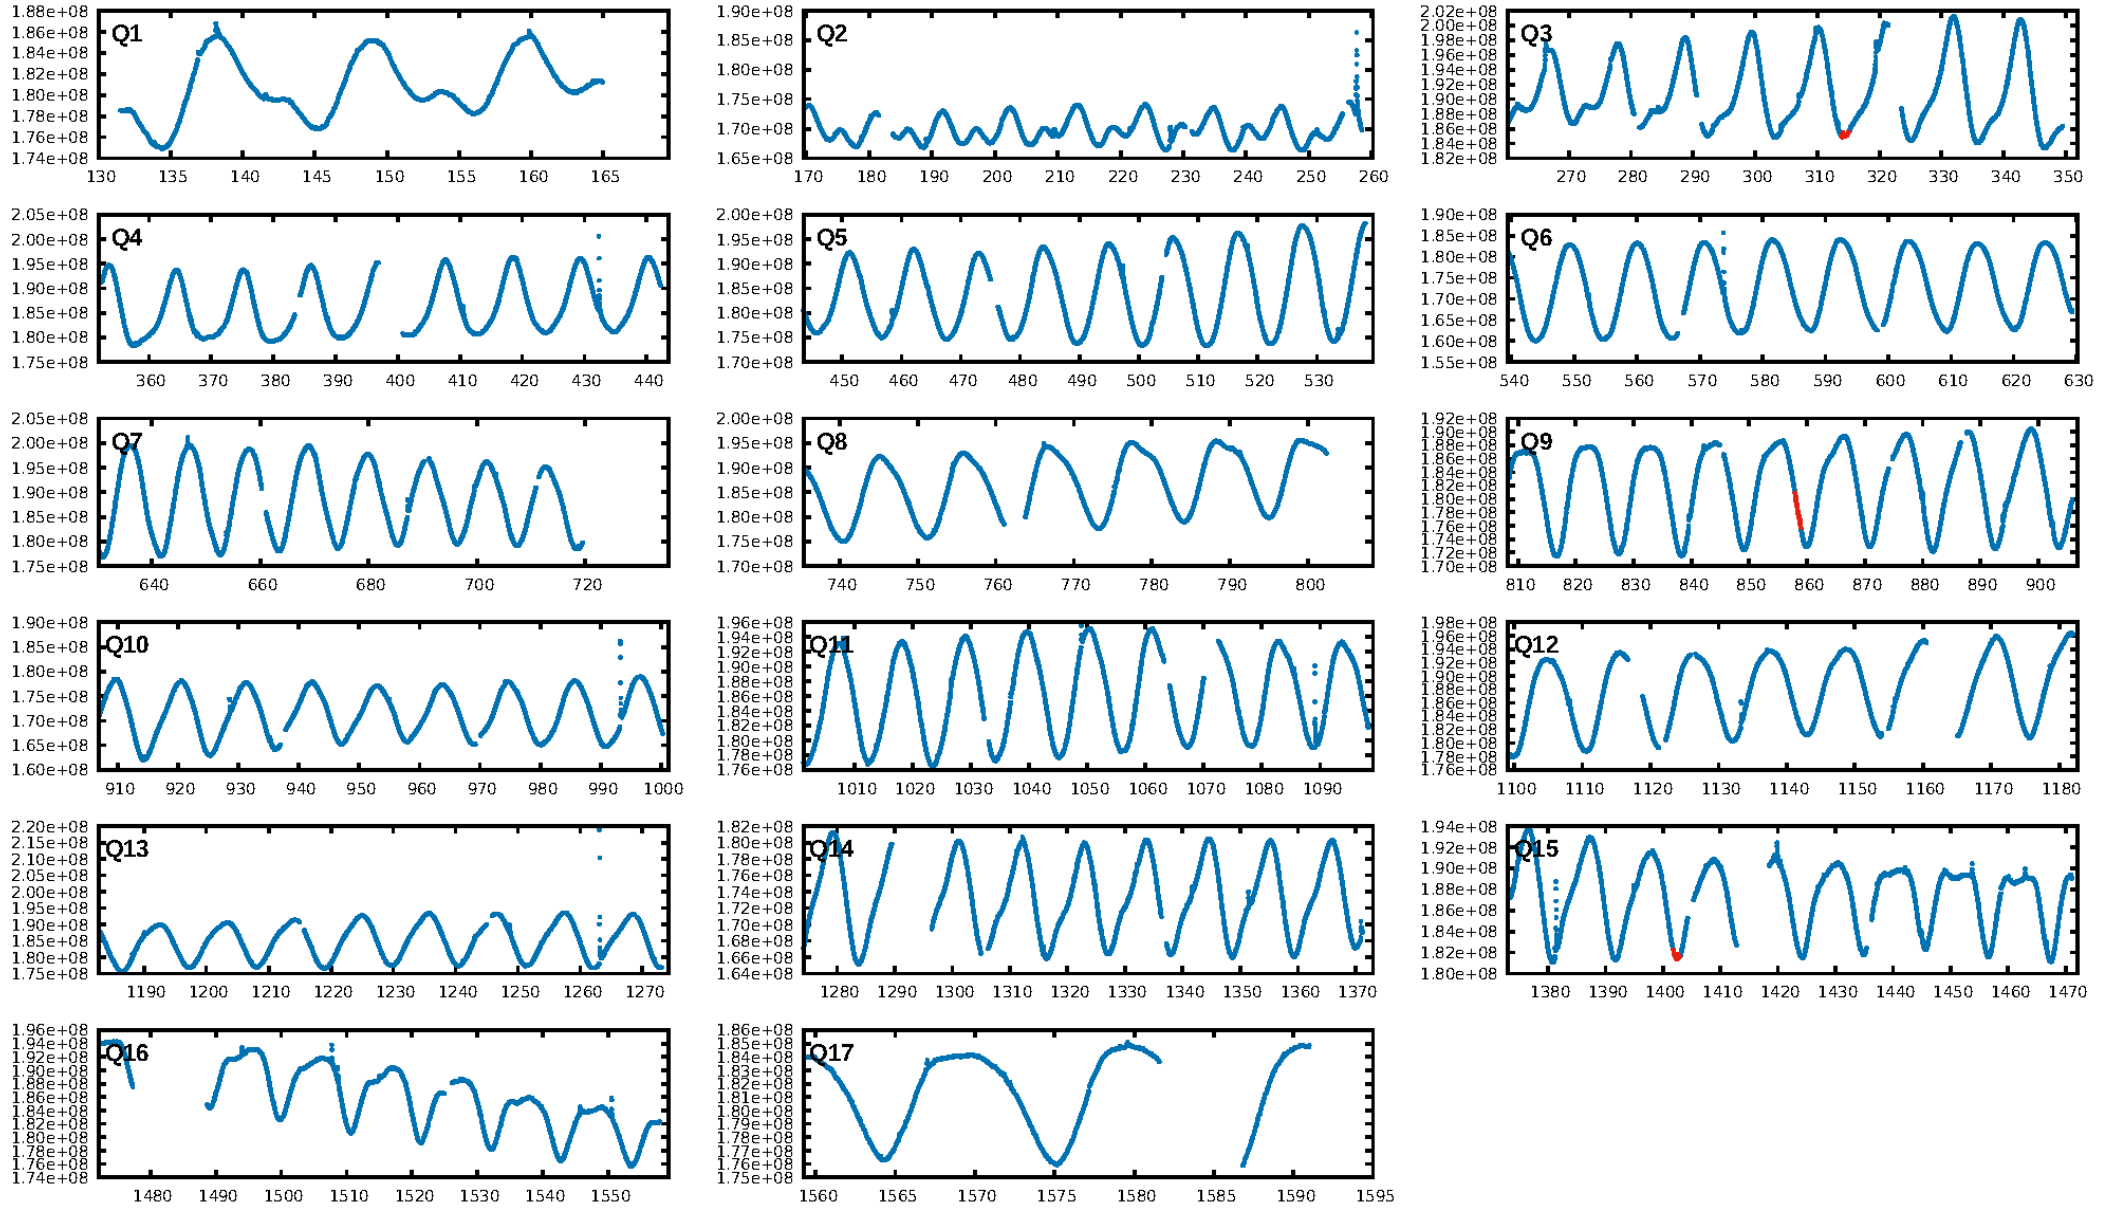 Q1
1.88e+08
1.86e+08
1.84e+08
1.82e+08
1.80e+08
1.78e+08
1.76e+08
1.74e+08
130 135 140 145 150 155 160 165
Q2
1.90e+08
1.85e+08
1.80e+08
1.75e+08
1.70e+08
1.65e+08
170 180 190 200 210 220 230 240 250 260
Q3
2.02e+08
2.00e+08
1.98e+08
1.96e+08
1.94e+08
1.92e+08
1.90e+08
1.88e+08
1.86e+08
1.84e+08
1.82e+08
270 280 290 300 310 320 330 340 350
Q4
2.05e+08
2.00e+08
1.95e+08
1.90e+08
1.85e+08
1.80e+08
1.75e+08
360 370 380 390 400 410 420 430 440
Q5
2.00e+08
1.95e+08
1.90e+08
1.85e+08
1.80e+08
1.75e+08
1.70e+08
450 460 470 480 490 500 510 520 530
Q6
1.90e+08
1.85e+08
1.80e+08
1.75e+08
1.70e+08
1.65e+08
1.60e+08
1.55e+08
540 550 560 570 580 590 600 610 620 630
Q7
2.05e+08
2.00e+08
1.95e+08
1.90e+08
1.85e+08
1.80e+08
1.75e+08
640 660 680 700 720
Q8
2.00e+08
1.95e+08
1.90e+08
1.85e+08
1.80e+08
1.75e+08
1.70e+08
740 750 760 770 780 790 800
Q9
1.92e+08
1.90e+08
1.88e+08
1.86e+08
1.84e+08
1.82e+08
1.80e+08
1.78e+08
1.76e+08
1.74e+08
1.72e+08
1.70e+08
810 820 830 840 850 860 870 880 890 900
Q10
1.90e+08
1.85e+08
1.80e+08
1.75e+08
1.70e+08
1.65e+08
1.60e+08
910 920 930 940 950 960 970 980 990 1000
Q11
1.96e+08
1.94e+08
1.92e+08
1.90e+08
1.88e+08
1.86e+08
1.84e+08
1.82e+08
1.80e+08
1.78e+08
1.76e+08
1010 1020 1030 1040 1050 1060 1070 1080 1090
Q12
1.98e+08
1.96e+08
1.94e+08
1.92e+08
1.90e+08
1.88e+08
1.86e+08
1.84e+08
1.82e+08
1.80e+08
1.78e+08
1.76e+08
1100 1110 1120 1130 1140 1150 1160 1170 1180
Q13
2.20e+08
2.15e+08
2.10e+08
2.05e+08
2.00e+08
1.95e+08
1.90e+08
1.85e+08
1.80e+08
1.75e+08
1190 1200 1210 1220 1230 1240 1250 1260 1270
Q14
1.82e+08
1.80e+08
1.78e+08
1.76e+08
1.74e+08
1.72e+08
1.70e+08
1.68e+08
1.66e+08
1.64e+08
1280 1290 1300 1310 1320 1330 1340 1350 1360 1370
Q15
1.94e+08
1.92e+08
1.90e+08
1.88e+08
1.86e+08
1.84e+08
1.82e+08
1.80e+08
1380 1390 1400 1410 1420 1430 1440 1450 1460 1470
Q16
1.96e+08
1.94e+08
1.92e+08
1.90e+08
1.88e+08
1.86e+08
1.84e+08
1.82e+08
1.80e+08
1.78e+08
1.76e+08
1.74e+08
1480 1490 1500 1510 1520 1530 1540 1550
Q17
1.86e+08
1.85e+08
1.84e+08
1.83e+08
1.82e+08
1.81e+08
1.80e+08
1.79e+08
1.78e+08
1.77e+08
1.76e+08
1.75e+08
1560 1565 1570 1575 1580 1585 1590 1595